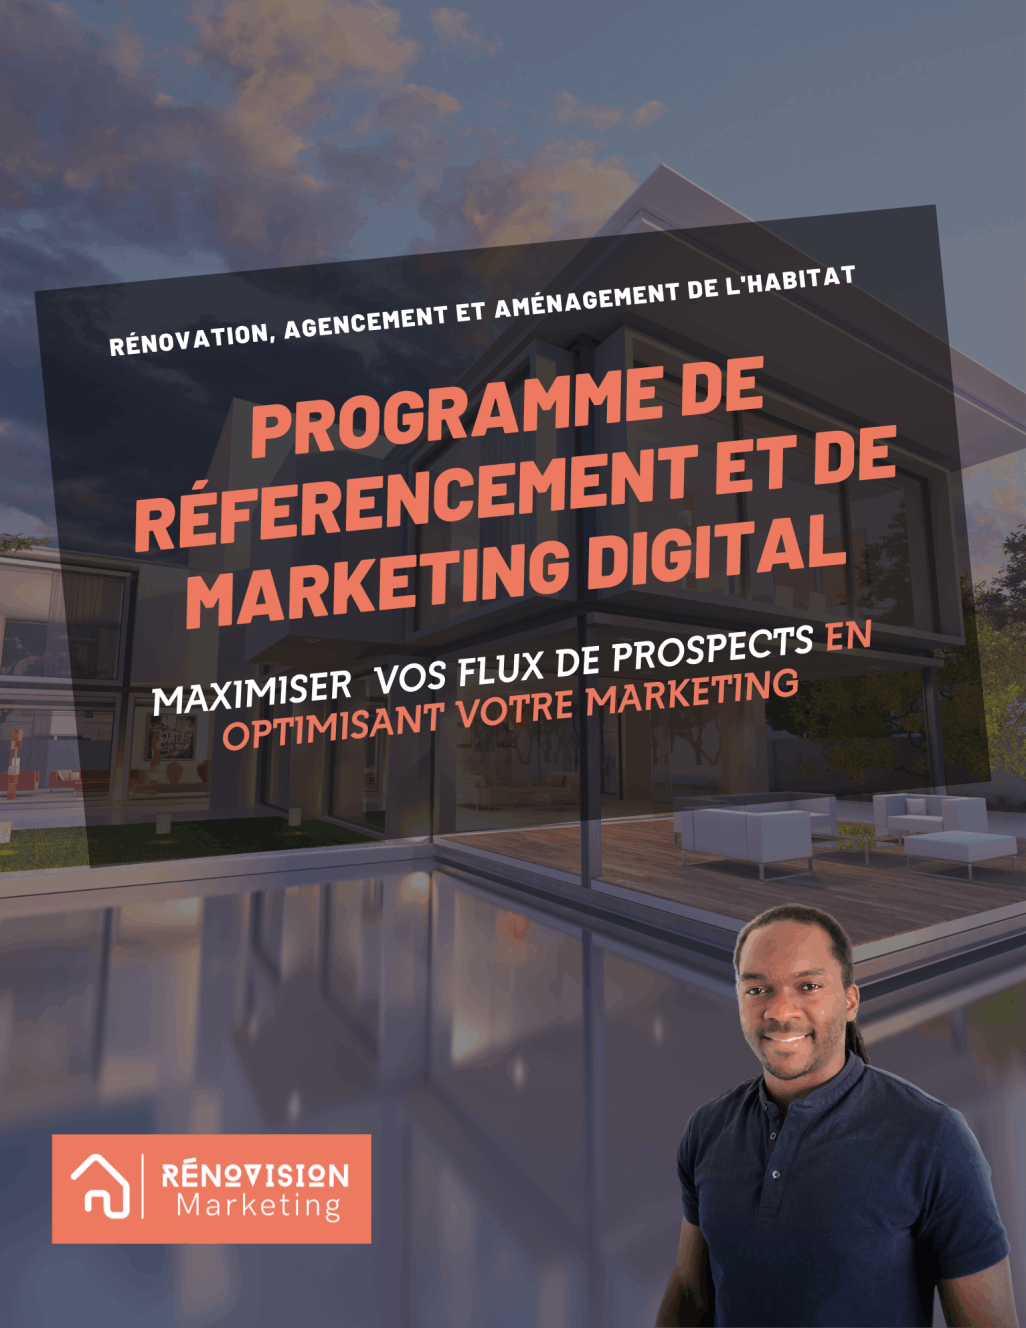 RÉNOVATION, AGENCEMENT ET AMÉNAGEMENT DE L'HABITAT
PROGRAMME DE
RÉFERENCEMENT ET DE
MARKETING DIGITAL
MAXIMISER VOS FLUX DE PROSPECTS EN
OPTIMISANT VOTRE MARKETING
RÉNOVISION
Marketing